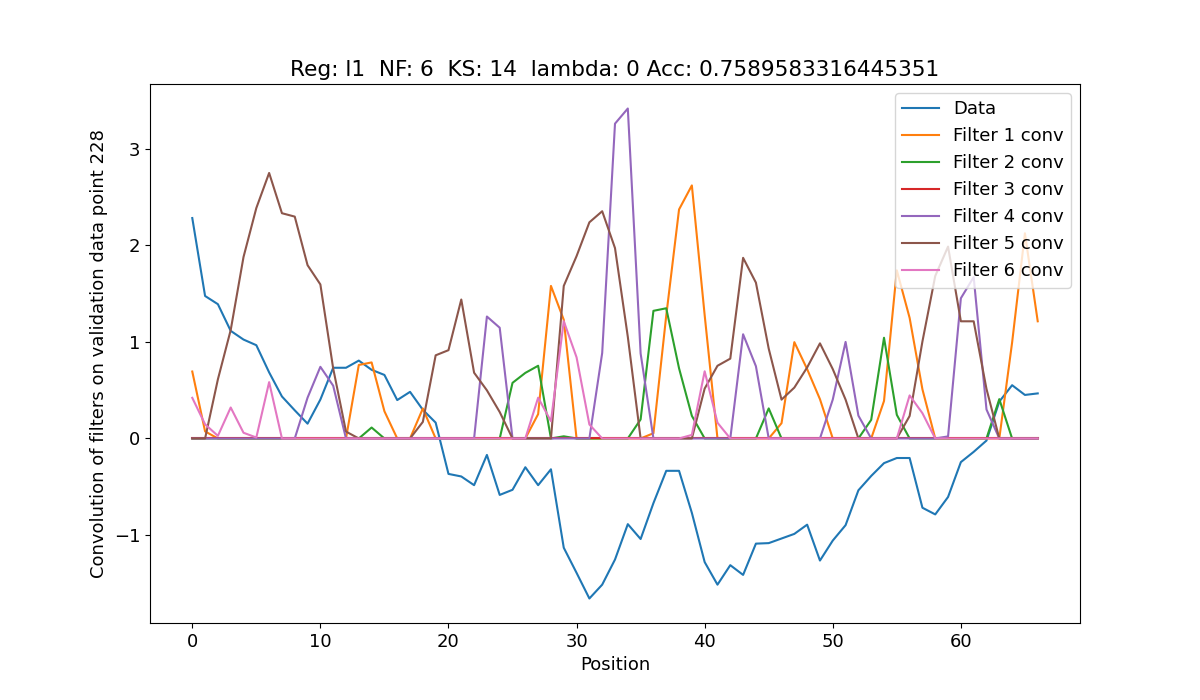 Reg: l1  NF: 6  KS: 14  lambda: 0 Acc: 0.7589583316445351
Convolution of filters on validation data point 228
3
2
1
0
−1
Data
Filter 1 conv
Filter 2 conv
Filter 3 conv
Filter 4 conv
Filter 5 conv
Filter 6 conv
0 10 20 30 40 50 60
Position